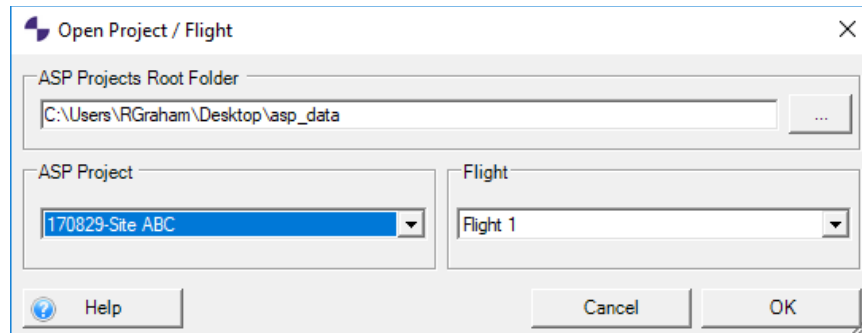 Open Project / Flight
ASP Projects Root Folder
C:\Users\RGraham\Desktop\asp_data
...
ASP Project
Flight
170829-Site ABC
Flight 1
Help
Cancel
OK